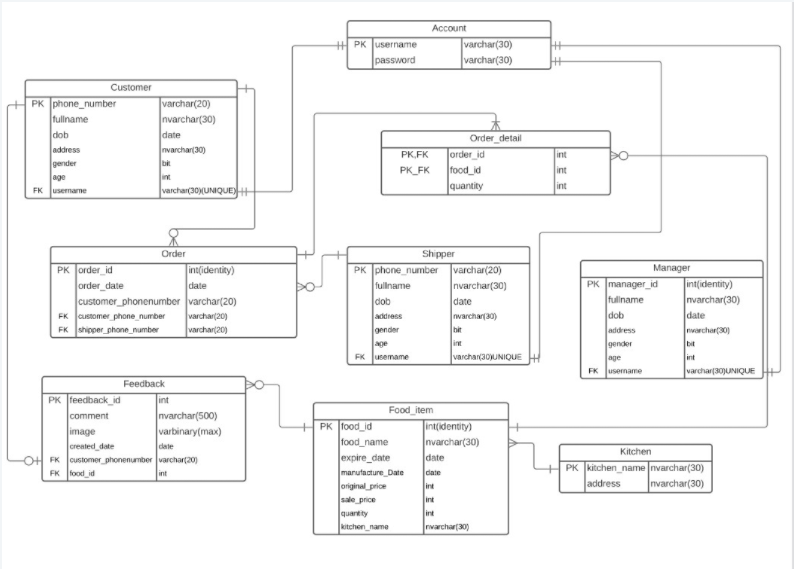 Account
PK username varchar(30)
password varchar(30)
Customer
PK phone_number varchar(20)
fullname nvarchar(30)
dob date
address nvarchar(30)
gender bit
age int
FK username varchar(30)(UNIQUE)
Order_detail
PK,FK order_id int
PK_FK food_id int
quantity int
Order
PK order_id int(identity)
order_date date
customer_phonenumber varchar(20)
FK customer_phone_number varchar(20)
FK shipper_phone_number varchar(20)
Shipper
PK phone_number varchar(20)
fullname nvarchar(30)
dob date
address nvarchar(30)
gender bit
age int
FK username varchar(30)UNIQUE
Manager
PK manager_id int(identity)
fullname nvarchar(30)
dob date
address nvarchar(30)
gender bit
age int
FK username varchar(30)UNIQUE
Feedback
PK feedback_id int
comment nvarchar(500)
image varbinary(max)
created_date date
FK customer_phonenumber varchar(20)
FK food_id int
Food_item
PK food_id int(identity)
food_name nvarchar(30)
expire_date date
manufacture_Date date
original_price int
sale_price int
quantity int
kitchen_name nvarchar(30)
Kitchen
PK kitchen_name nvarchar(30)
address nvarchar(30)